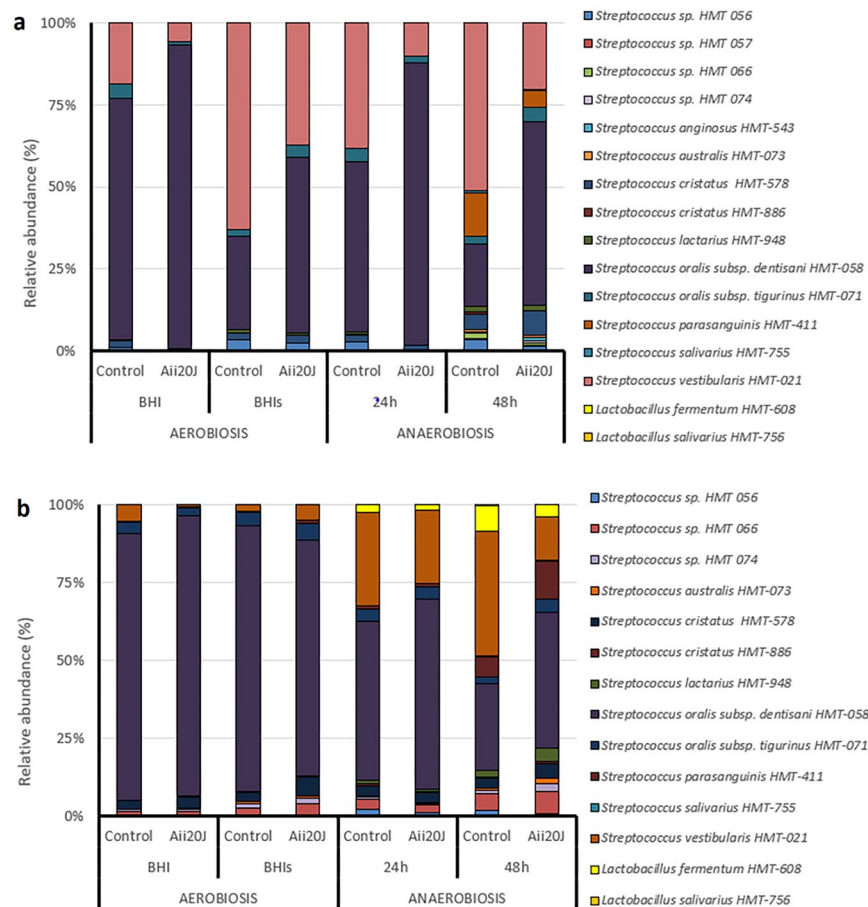 a
Relative abundance (%)
100%
75%
50%
25%
0%
Control Aii20J Control Aii20J Control Aii20J Control Aii20J
BHI BHIs 24h 48h
AEROBIOSIS ANAEROBIOSIS
Streptococcus sp. HMT 056
Streptococcus sp. HMT 057
Streptococcus sp. HMT 066
Streptococcus sp. HMT 074
Streptococcus anginosus HMT-543
Streptococcus australis HMT-073
Streptococcus cristatus HMT-578
Streptococcus cristatus HMT-886
Streptococcus lactarius HMT-948
Streptococcus oralis subsp. dentisani HMT-058
Streptococcus oralis subsp. tigurinus HMT-071
Streptococcus parasanguinis HMT-411
Streptococcus salivarius HMT-755
Streptococcus vestibularis HMT-021
Lactobacillus fermentum HMT-608
Lactobacillus salivarius HMT-756
b
Relative abundance (%)
100%
75%
50%
25%
0%
Control Aii20J Control Aii20J Control Aii20J Control Aii20J
BHI BHIs 24h 48h
AEROBIOSIS ANAEROBIOSIS
Streptococcus sp. HMT 056
Streptococcus sp. HMT 066
Streptococcus sp. HMT 074
Streptococcus australis HMT-073
Streptococcus cristatus HMT-578
Streptococcus cristatus HMT-886
Streptococcus lactarius HMT-948
Streptococcus oralis subsp. dentisani HMT-058
Streptococcus oralis subsp. tigurinus HMT-071
Streptococcus parasanguinis HMT-411
Streptococcus salivarius HMT-755
Streptococcus vestibularis HMT-021
Lactobacillus fermentum HMT-608
Lactobacillus salivarius HMT-756